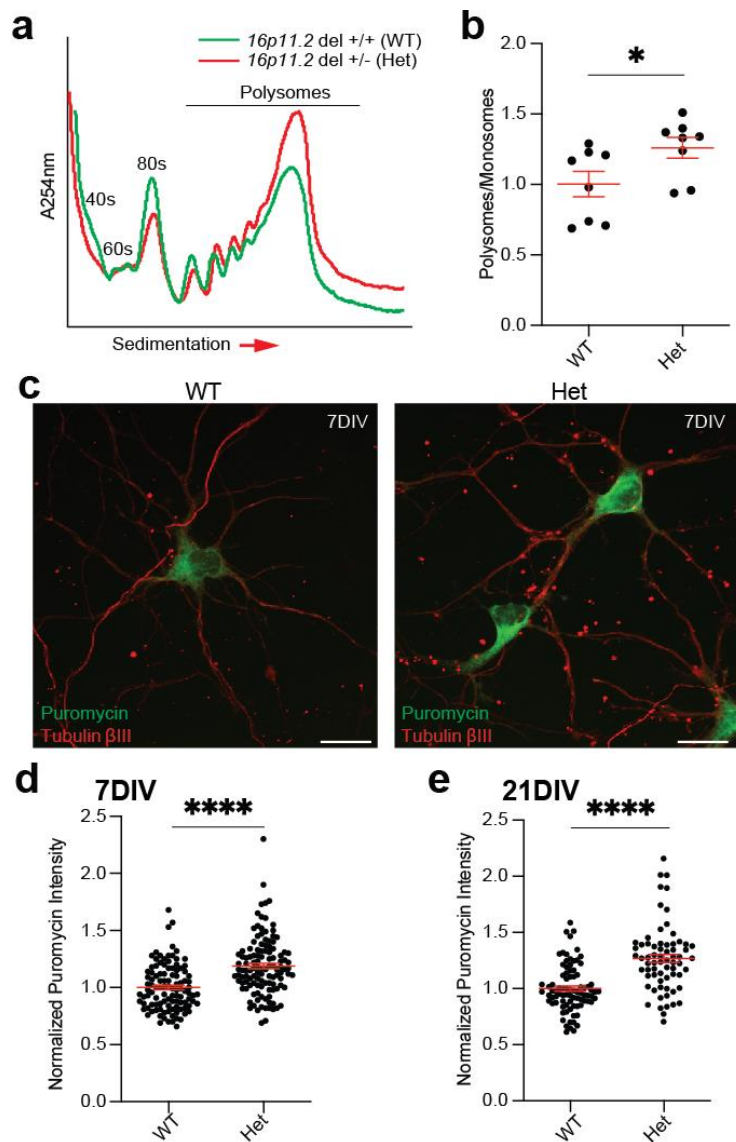 a
16p11.2 del +/+ (WT)
16p11.2 del +/- (Het)
Polysomes
A254nm
40s
60s
80s
Sedimentation
b
*
Polysomes/Monosomes
2.0
1.5
1.0
0.5
0.0
WT
Het
c
WT
Het
7DIV
7DIV
Puromycin
Tubulin βIII
Puromycin
Tubulin βIII
d
7DIV
****
Normalized Puromycin Intensity
2.5
2.0
1.5
1.0
0.5
0.0
WT
Het
e
21DIV
****
Normalized Puromycin Intensity
2.5
2.0
1.5
1.0
0.5
0.0
WT
Het